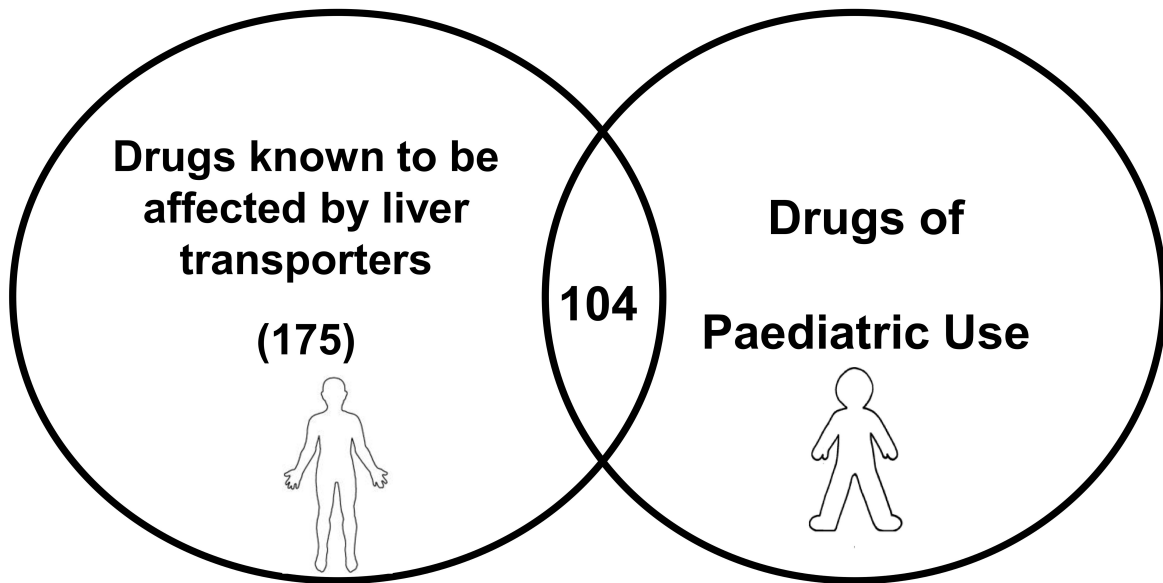 Drugs known to be
affected by liver
transporters
(175)
104
Drugs of
Paediatric Use